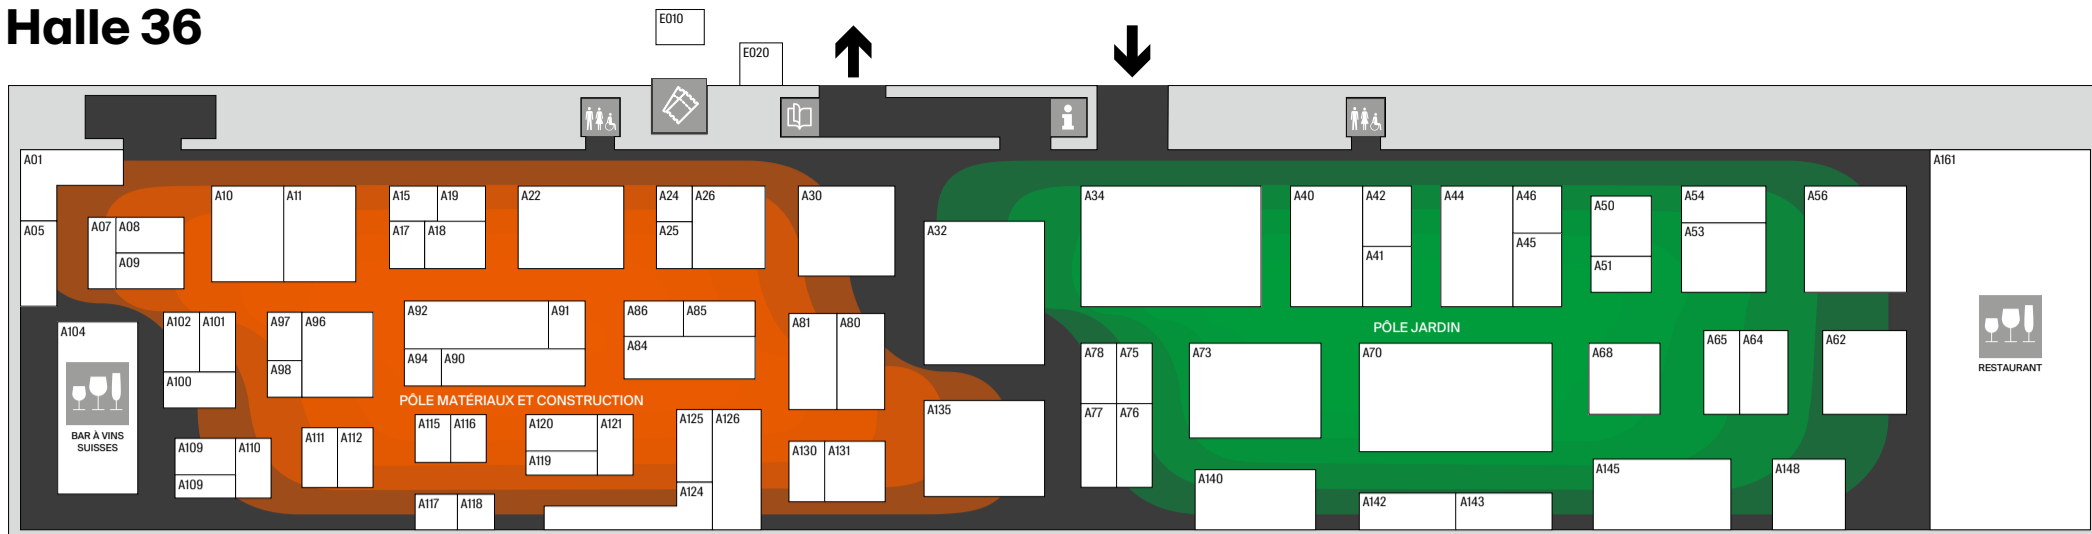 Halle 36
E010
E020
A01
A161
A10
A11
A15
A19
A22
A24
A26
A30
A34
A40
A42
A44
A46
A50
A54
A56
A05
A07
A08
A17
A18
A25
A32
A53
A09
A45
A41
A51
A92
A91
A86
A85
A102
A101
A97
A96
A81
A80
A104
PÔLE JARDIN
A84
A65
A64
A62
A94
A90
A78
A75
A73
A70
A68
A98
RESTAURANT
A100
PÔLE MATÉRIAUX ET CONSTRUCTION
A135
A77
A76
A125
A126
A115
A116
A120
A121
BAR À VINS
SUISSES
A111
A112
A109
A110
A130
A131
A119
A145
A148
A140
A109
A124
A117
A118
A142
A143